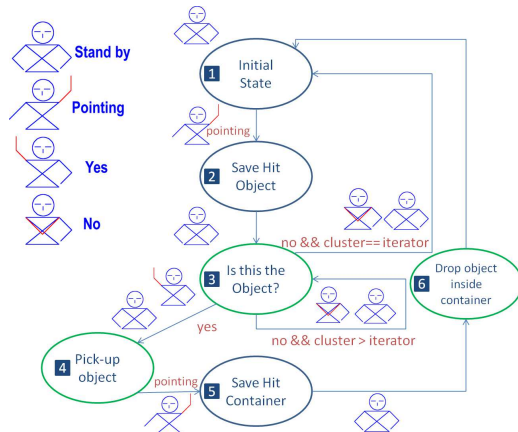 Stand by
Pointing
Yes
No
1
Initial
State
pointing
2
Save Hit
Object
no && cluster== iterator
3
Is this the
Object?
6
Drop object
inside
container
yes
no && cluster > iterator
4
Pick-up
object
pointing
5
Save Hit
Container